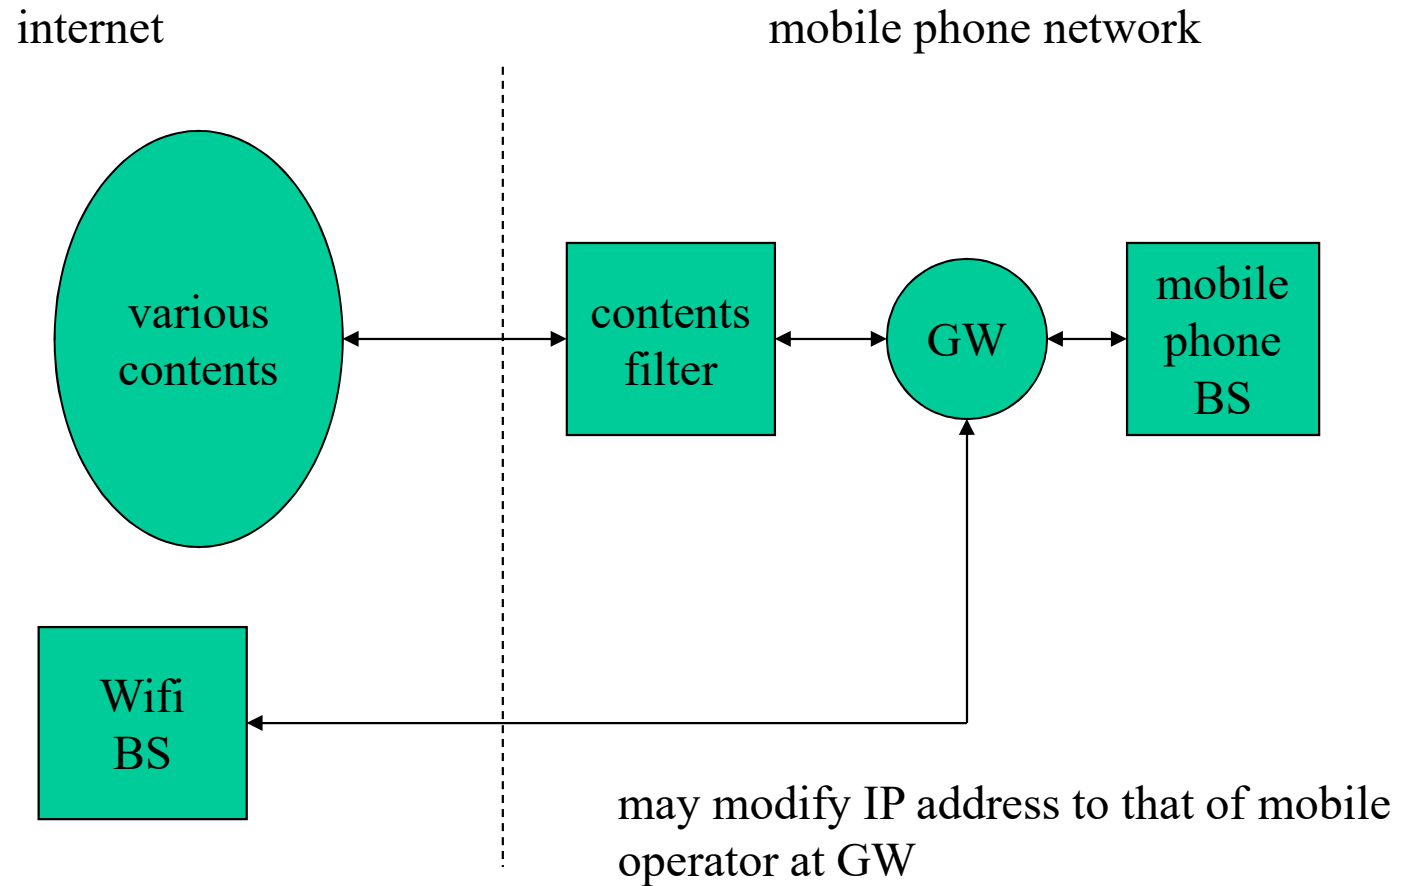 internet
mobile phone network
various
contents
contents
filter
GW
mobile
phone
BS
Wifi
BS
may modify IP address to that of mobile
operator at GW